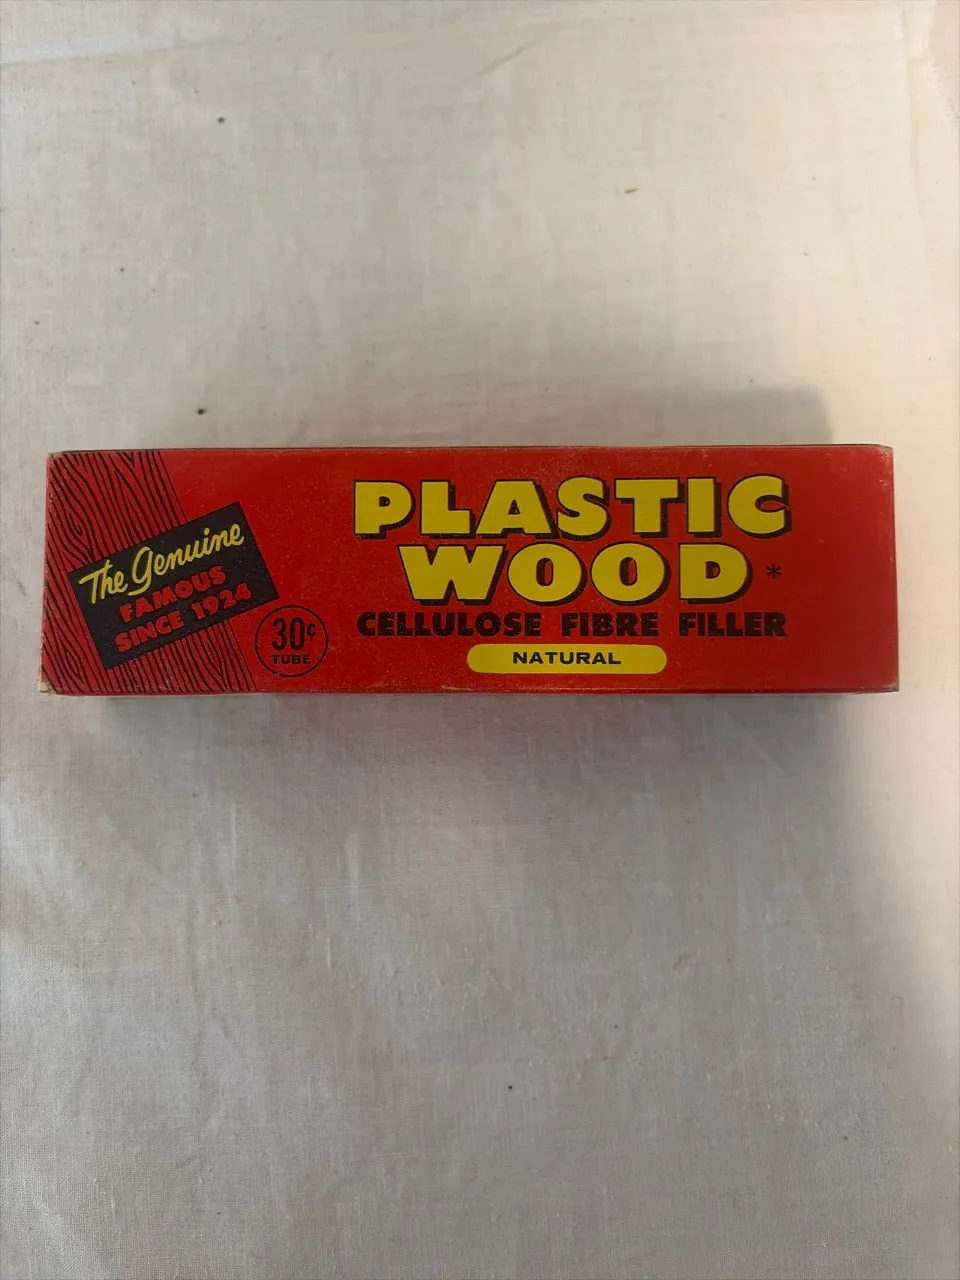 The Genuine
FAMOUS
SINCE 1924
30¢
TUBE
PLASTIC
WOOD*
CELLULOSE FIBRE FILLER
NATURAL